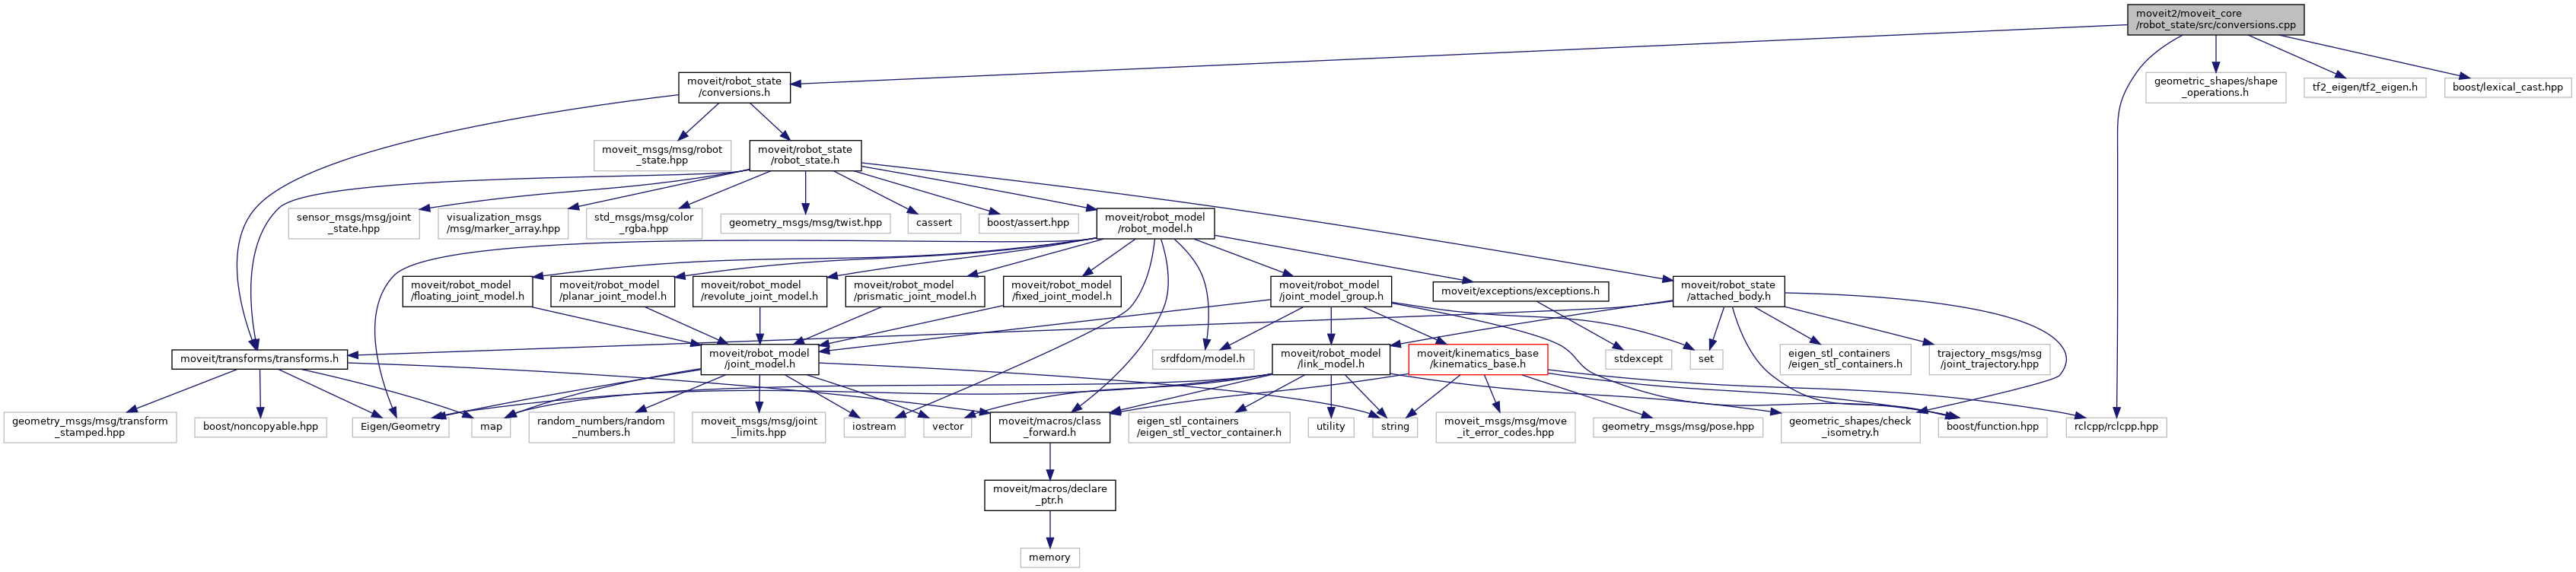 moveit2/moveit_core
/robot_state/src/conversions.cpp
moveit/robot_state
/conversions.h
geometric_shapes/shape
_operations.h
tf2_eigen/tf2_eigen.h
boost/lexical_cast.hpp
moveit_msgs/msg/robot
_state.hpp
moveit/robot_state
/robot_state.h
sensor_msgs/msg/joint
_state.hpp
visualization_msgs
/msg/marker_array.hpp
std_msgs/msg/color
_rgba.hpp
geometry_msgs/msg/twist.hpp
cassert
boost/assert.hpp
moveit/robot_model
/robot_model.h
moveit/robot_model
/floating_joint_model.h
moveit/robot_model
/planar_joint_model.h
moveit/robot_model
/revolute_joint_model.h
moveit/robot_model
/prismatic_joint_model.h
moveit/robot_model
/fixed_joint_model.h
moveit/robot_model
/joint_model_group.h
moveit/exceptions/exceptions.h
moveit/robot_state
/attached_body.h
moveit/transforms/transforms.h
moveit/robot_model
/joint_model.h
srdfdom/model.h
moveit/robot_model
/link_model.h
moveit/kinematics_base
/kinematics_base.h
stdexcept
set
eigen_stl_containers
/eigen_stl_containers.h
trajectory_msgs/msg
/joint_trajectory.hpp
geometry_msgs/msg/transform
_stamped.hpp
boost/noncopyable.hpp
Eigen/Geometry
map
random_numbers/random
_numbers.h
moveit_msgs/msg/joint
_limits.hpp
iostream
vector
moveit/macros/class
_forward.h
eigen_stl_containers
/eigen_stl_vector_container.h
utility
string
moveit_msgs/msg/move
_it_error_codes.hpp
geometry_msgs/msg/pose.hpp
geometric_shapes/check
_isometry.h
boost/function.hpp
rclcpp/rclcpp.hpp
moveit/macros/declare
_ptr.h
memory